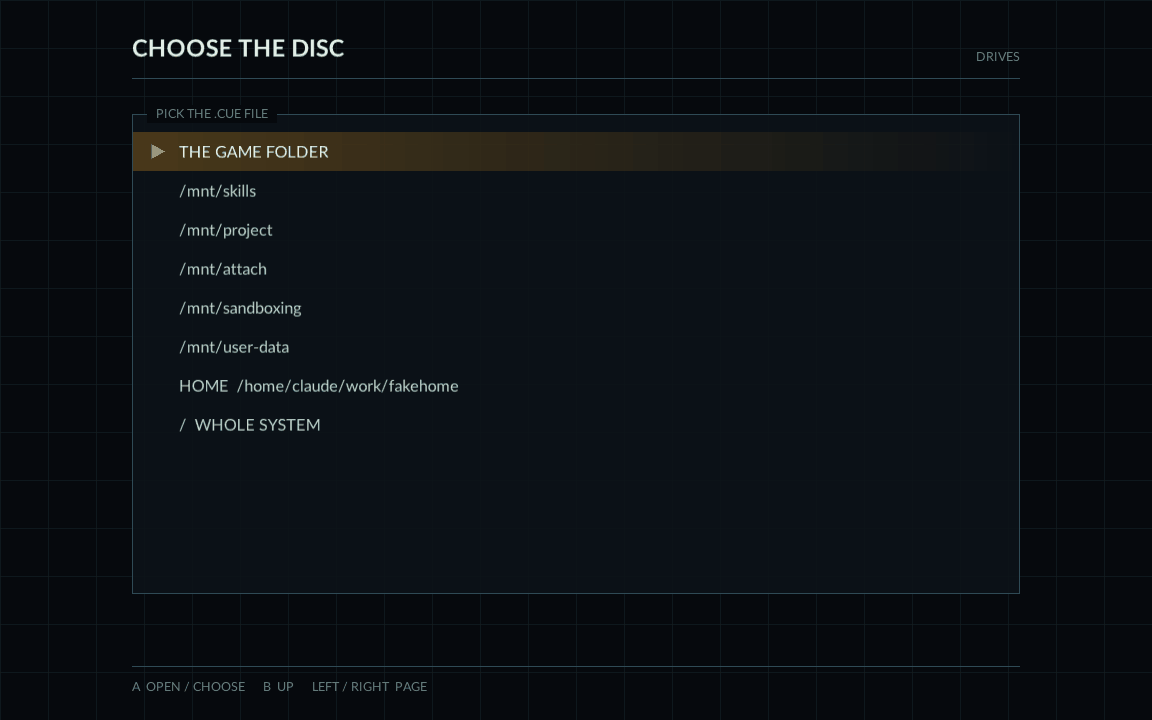 CHOOSE THE DISC
DRIVES
PICK THE .CUE FILE
THE GAME FOLDER
/mnt/skills
/mnt/project
/mnt/attach
/mnt/sandboxing
/mnt/user-data
HOME /home/claude/work/fakehome
/ WHOLE SYSTEM
A OPEN / CHOOSE B UP LEFT / RIGHT PAGE